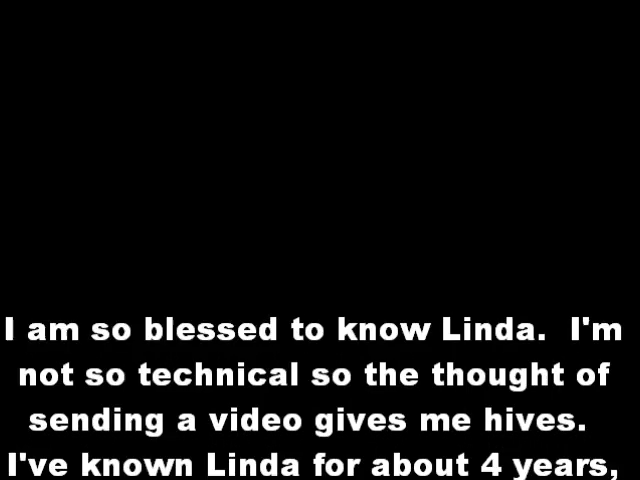 I am so blessed to know Linda.  I'm
not so technical so the thought of
sending a video gives me hives.
I've known Linda for about 4 years,